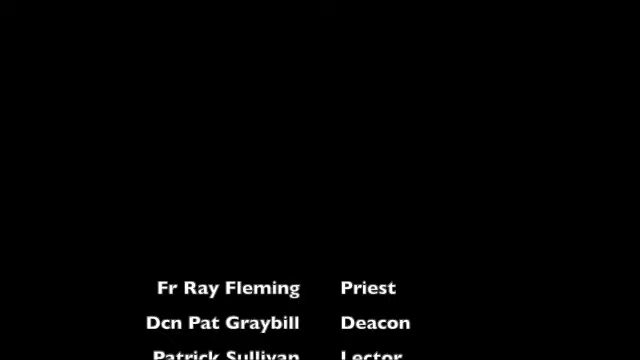 Fr Ray Fleming Priest
Dcn Pat Graybill Deacon
Patrick Sullivan Lector